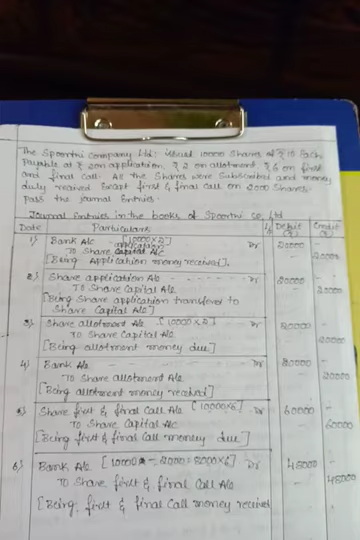 The Spoorthi Company Ltd: issued 10000 Shares of ₹10 Each
Payable at ₹ 2 on application, ₹ 2 on allotment ₹ 6 on first
and final Call. All the Shares were Subscribed and money
duly received Except first & final call on 2000 Shares.
Pass the Journal Entries.
Journal Entries in the books of Spoorthi co. Ltd
Date Particulars Debit (₹) Credit (₹)
1) Bank A/c [10000×2] Dr 20000 -
To Share application A/c - 20000
[Being Application money received].
2) Share application A/c Dr 20000 -
To Share Capital A/c - 20000
[Being Share application transfer to
Share Capital A/c]
3) Share allotment A/c [10000×2] Dr 20000 -
To Share Capital A/c - 20000
[Being allotment money due]
4) Bank A/c Dr 20000 -
To Share Allotment A/c - 20000
[Being allotment money received]
5) Share first & final Call A/c [10000×6] Dr 60000 -
To Share Capital A/c - 60000
[Being first & final Call money due]
6) Bank A/c [10000 - 2000 = 8000×6] Dr 48000 -
To Share first & final Call A/c - 48000
[Being first & final Call money received